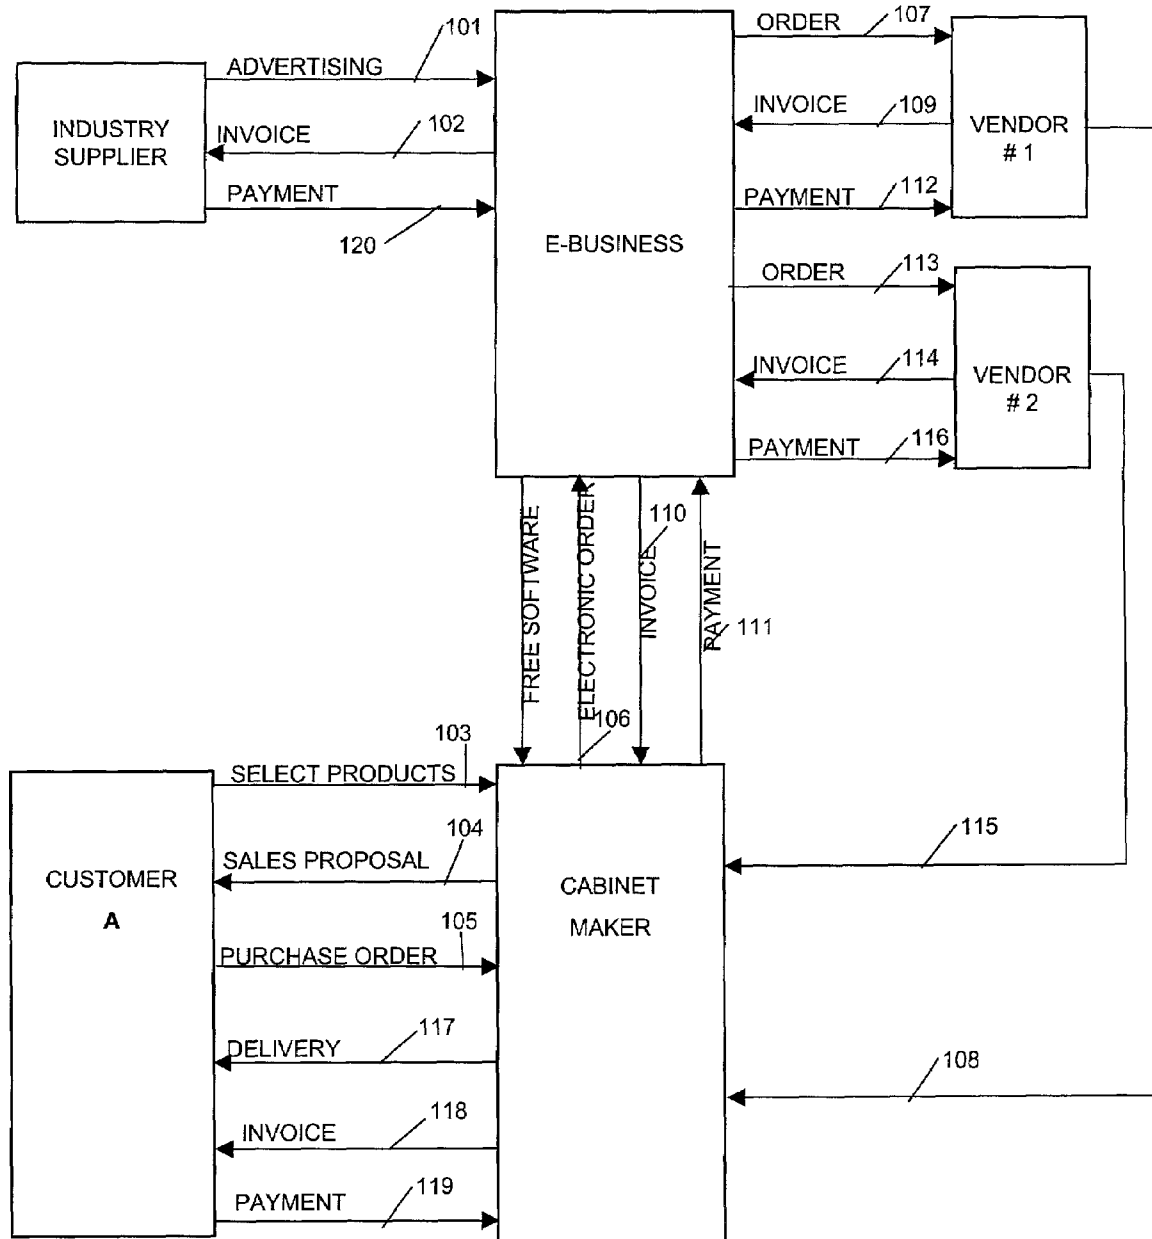 ORDER
107
101
ADVERTISING
INDUSTRY
SUPPLIER
INVOICE
102
INVOICE
109
VENDOR
# 1
PAYMENT
120
PAYMENT
112
E-BUSINESS
ORDER
113
INVOICE
114
VENDOR
# 2
PAYMENT
116
FREE SOFTWARE
ELECTRONIC ORDER
110
INVOICE
PAYMENT
111
106
103
SELECT PRODUCTS
104
115
SALES PROPOSAL
CUSTOMER
A
CABINET
MAKER
105
PURCHASE ORDER
117
DELIVERY
108
118
INVOICE
PAYMENT
119